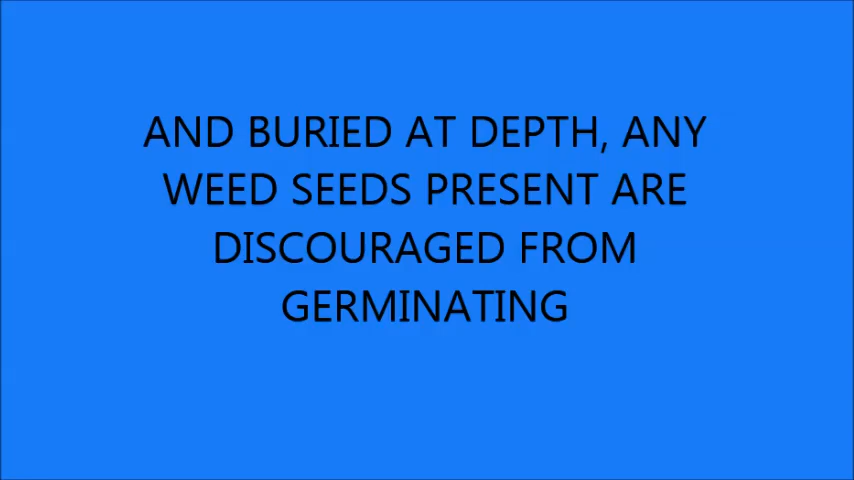 AND BURIED AT DEPTH, ANY
WEED SEEDS PRESENT ARE
DISCOURAGED FROM
GERMINATING